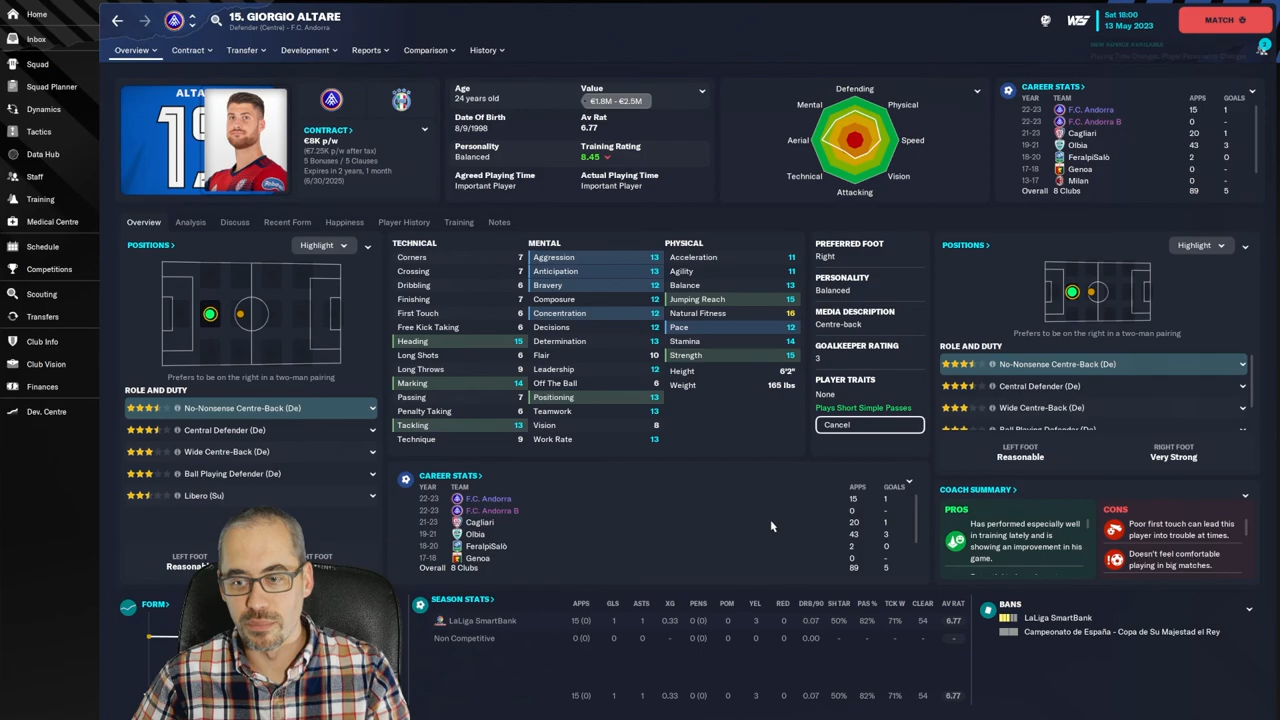 Home
Inbox
Squad
Squad Planner
Dynamics
Tactics
Data Hub
Staff
Training
Medical Centre
Schedule
Competitions
Scouting
Transfers
Club Info
Club Vision
Finances
Dev. Centre
15. GIORGIO ALTARE
Defender (Centre) - F.C. Andorra
Sat 18:00
13 May 2023
MATCH
Overview
Contract
Transfer
Development
Reports
Comparison
History
ALTA
CONTRACT >
€8K p/w
(€7.25K p/w after tax)
5 Bonuses / 5 Clauses
Expires in 2 years, 1 month
(6/30/2025)
Age
24 years old
Date Of Birth
8/9/1998
Personality
Balanced
Agreed Playing Time
Important Player
Value
€1.8M - €2.5M
Av Rat
6.77
Training Rating
8.45
Actual Playing Time
Important Player
Defending
Physical
Speed
Vision
Attacking
Technical
Aerial
Mental
CAREER STATS >
YEAR TEAM APPS GOALS
22-23 F.C. Andorra 15 1
22-23 F.C. Andorra B 0 -
21-23 Cagliari 20 1
19-21 Olbia 43 3
18-20 FeralpiSalò 2 0
17-18 Genoa 0 -
13-17 Milan 0 -
Overall 8 Clubs 89 5
Overview Analysis Discuss Recent Form Happiness Player History Training Notes
POSITIONS >
Highlight
Prefers to be on the right in a two-man pairing
ROLE AND DUTY
No-Nonsense Centre-Back (De)
Central Defender (De)
Wide Centre-Back (De)
Ball Playing Defender (De)
Libero (Su)
LEFT FOOT
TECHNICAL
Corners 7
Crossing 7
Dribbling 6
Finishing 7
First Touch 6
Free Kick Taking 6
Heading 15
Long Shots 6
Long Throws 9
Marking 14
Passing 7
Penalty Taking 6
Tackling 13
Technique 9
MENTAL
Aggression 13
Anticipation 13
Bravery 12
Composure 12
Concentration 12
Decisions 12
Determination 13
Flair 10
Leadership 12
Off The Ball 6
Positioning 13
Teamwork 13
Vision 8
Work Rate 13
PHYSICAL
Acceleration 11
Agility 11
Balance 13
Jumping Reach 15
Natural Fitness 16
Pace 12
Stamina 14
Strength 15
Height 6'2"
Weight 165 lbs
PREFERRED FOOT
Right
PERSONALITY
Balanced
MEDIA DESCRIPTION
Centre-back
GOALKEEPER RATING
3
PLAYER TRAITS
None
Plays Short Simple Passes
Cancel
POSITIONS >
Highlight
Prefers to be on the right in a two-man pairing
ROLE AND DUTY
No-Nonsense Centre-Back (De)
Central Defender (De)
Wide Centre-Back (De)
Ball Playing Defender (De)
LEFT FOOT
Reasonable
RIGHT FOOT
Very Strong
CAREER STATS >
YEAR TEAM APPS GOALS
22-23 F.C. Andorra 15 1
22-23 F.C. Andorra B 0 -
21-23 Cagliari 20 1
19-21 Olbia 43 3
18-20 FeralpiSalò 2 0
17-18 Genoa 0 -
Overall 8 Clubs 89 5
COACH SUMMARY >
PROS
Has performed especially well
in training lately and is
showing an improvement in his
game.
CONS
Poor first touch can lead this
player into trouble at times.
Doesn't feel comfortable
playing in big matches.
FORM >
SEASON STATS > APPS GLS ASTS XG PENS POM YEL RED DRB/90 SH TAR PAS % TCK W CLEAR AV RAT
LaLiga SmartBank 15 (0) 1 1 0.33 0 (0) 0 3 0 0.07 50% 82% 71% 54 6.77
Non Competitive 0 (0) 0 0 - 0 (0) 0 0 0 0.00 - - - - -
15 (0) 1 1 0.33 0 (0) 0 3 0 0.07 50% 82% 71% 54 6.77
BANS
LaLiga SmartBank
Campeonato de España - Copa de Su Majestad el Rey